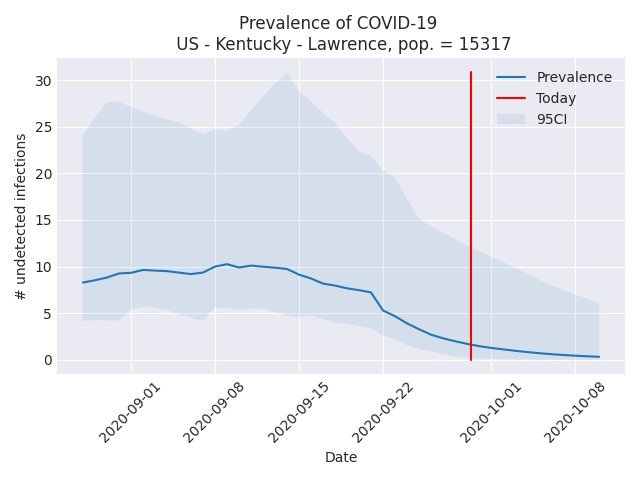 Prevalence of COVID-19
US - Kentucky - Lawrence, pop. = 15317
Prevalence
Today
95CI
# undetected infections
30
25
20
15
10
5
0
2020-09-01
2020-09-08
2020-09-15
2020-09-22
2020-10-01
2020-10-08
Date